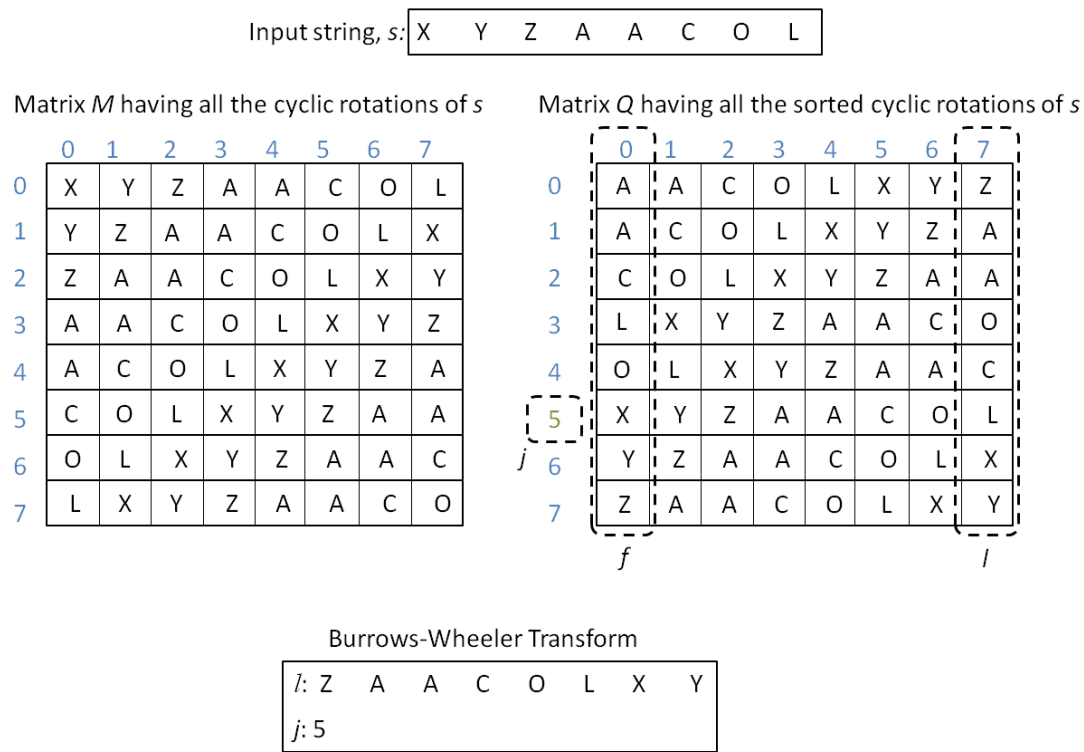 Input string, s: X Y Z A A C O L
Matrix M having all the cyclic rotations of s
0 1 2 3 4 5 6 7
0 X Y Z A A C O L
1 Y Z A A C O L X
2 Z A A C O L X Y
3 A A C O L X Y Z
4 A C O L X Y Z A
5 C O L X Y Z A A
6 O L X Y Z A A C
7 L X Y Z A A C O
Matrix Q having all the sorted cyclic rotations of s
0 1 2 3 4 5 6 7
0 A A C O L X Y Z
1 A C O L X Y Z A
2 C O L X Y Z A A
3 L X Y Z A A C O
4 O L X Y Z A A C
5 X Y Z A A C O L
j
6 Y Z A A C O L X
7 Z A A C O L X Y
f l
Burrows-Wheeler Transform
l: Z A A C O L X Y
j: 5